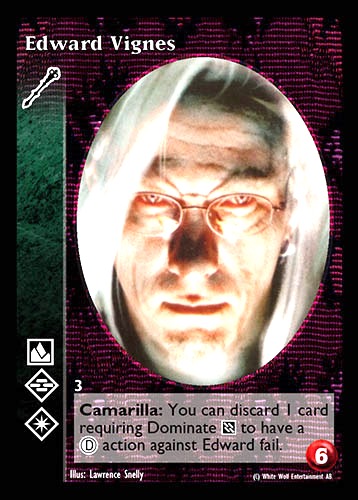 Edward Vignes
3
Camarilla: You can discard 1 card
requiring Dominate to have a
D action against Edward fail.
6
Illus: Lawrence Snelly
(C) White Wolf Entertainment AB